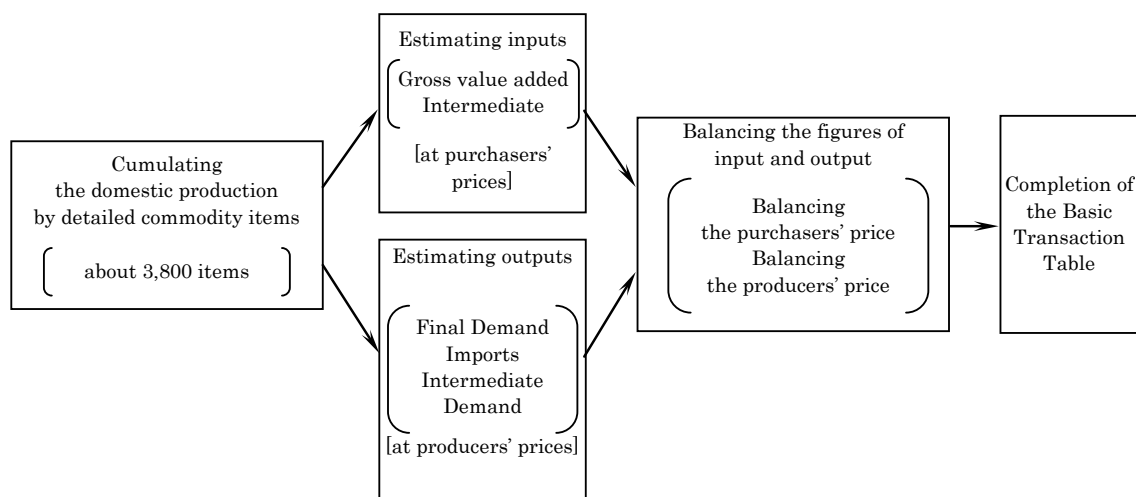 Cumulating
the domestic production
by detailed commodity items
about 3,800 items
Estimating inputs
Gross value added
Intermediate
[at purchasers’
prices]
Estimating outputs
Final Demand
Imports
Intermediate
Demand
[at producers’ prices]
Balancing the figures of
input and output
Balancing
the purchasers’ price
Balancing
the producers’ price
Completion of
the Basic
Transaction
Table